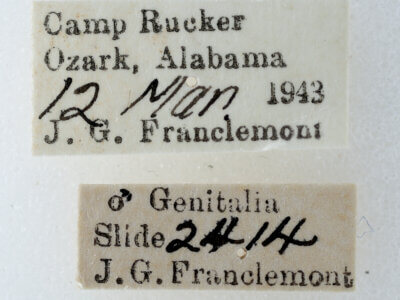 Camp Rucker
Ozark, Alabama
12 Mar 1943
J. G. Franclemont
♂ Genitalia
Slide 2414
J.G. Franclemont